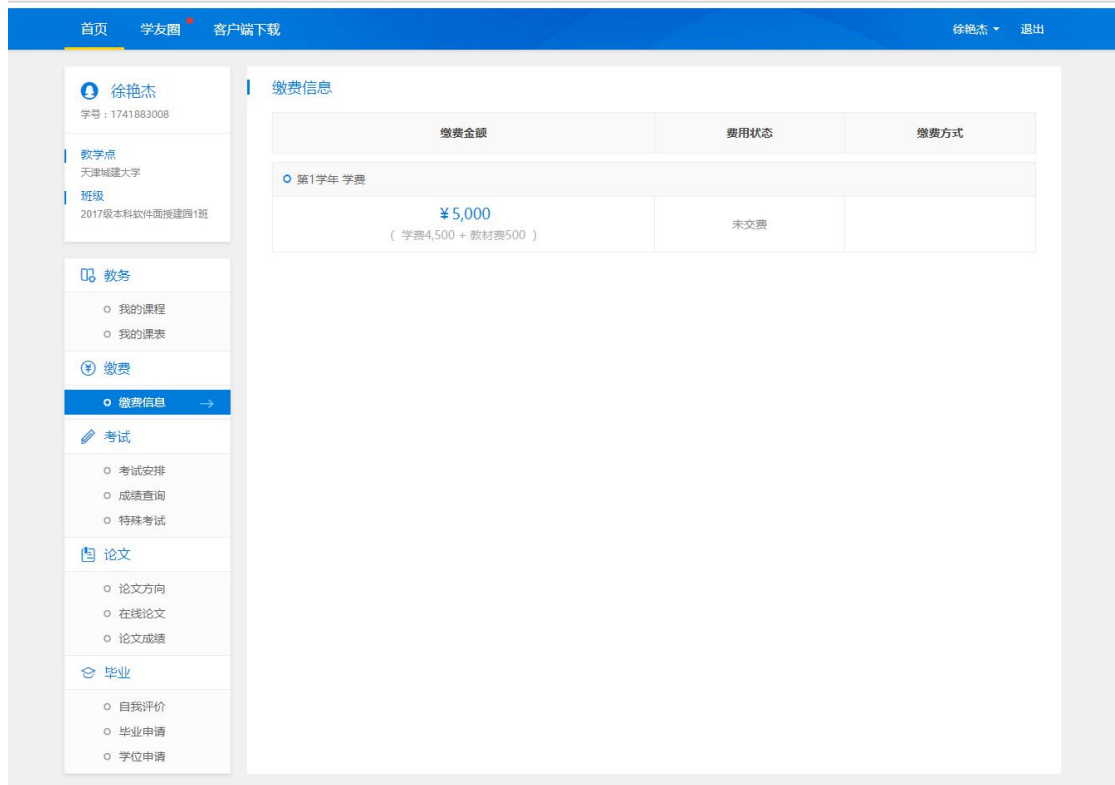 首页 学友圈 客户端下载 徐艳杰 退出
徐艳杰
学号：1741883008
教学点
天津城建大学
班级
2017级本科软件面授建园1班
教务
我的课程
我的课表
缴费
缴费信息
考试
考试安排
成绩查询
特殊考试
论文
论文方向
在线论文
论文成绩
毕业
自我评价
毕业申请
学位申请
缴费信息
缴费金额 费用状态 缴费方式
第1学年 学费
¥5,000 未交费
（ 学费4,500 + 教材费500 ）